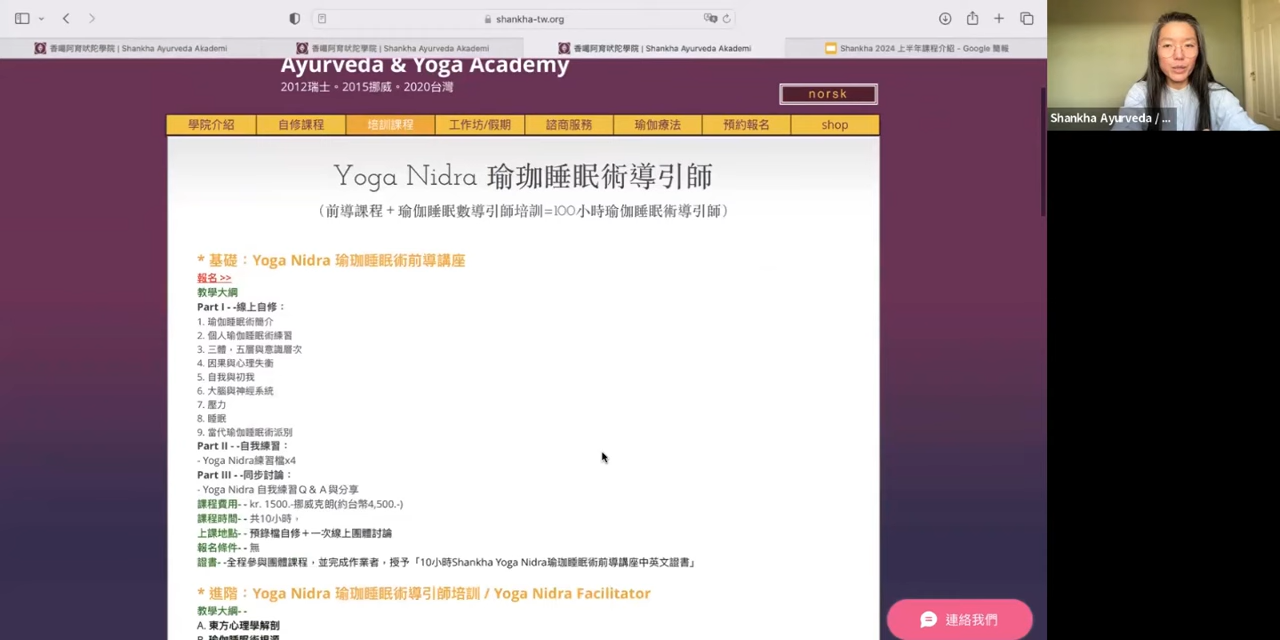 shankha-tw.org
香巗阿育吠陀學院 | Shankha Ayurveda Akademi
香巗阿育吠陀學院 | Shankha Ayurveda Akademi
香巗阿育吠陀學院 | Shankha Ayurveda Akademi
Shankha 2024 上半年課程介紹 - Google 簡報
Ayurveda & Yoga Academy
2012瑞士。2015挪威。2020台灣
norsk
學院介紹
自修課程
培訓課程
工作坊/假期
諮商服務
瑜伽療法
預約報名
shop
Yoga Nidra 瑜珈睡眠術導引師
（前導課程＋瑜伽睡眠數導引師培訓=100小時瑜伽睡眠術導引師）
* 基礎：Yoga Nidra 瑜珈睡眠術前導講座
報名 >>
教學大綱
Part I - -線上自修：
1. 瑜伽睡眠術簡介
2. 個人瑜伽睡眠術練習
3. 三體，五層與意識層次
4. 因果與心理失衡
5. 自我與初我
6. 大腦與神經系統
7. 壓力
8. 睡眠
9. 當代瑜伽睡眠術派別
Part II - -自我練習：
- Yoga Nidra練習檔x4
Part III - -同步討論：
- Yoga Nidra 自我練習Ｑ＆Ａ與分享
課程費用- - kr. 1500.-挪威克朗(約台幣4,500.-)
課程時間- - 共10小時，
上課地點- - 預錄檔自修＋一次線上團體討論
報名條件- - 無
證書- -全程參與團體課程，並完成作業者，授予「10小時Shankha Yoga Nidra瑜珈睡眠術前導講座中英文證書」
* 進階：Yoga Nidra 瑜珈睡眠術導引師培訓 / Yoga Nidra Facilitator
教學大綱- -
A. 東方心理學解剖
B. 瑜伽睡眠術根源
連絡我們
Shankha Ayurveda / ...